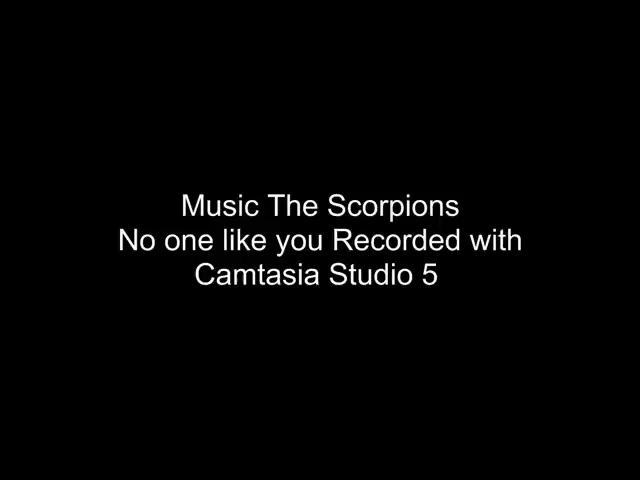 Music The Scorpions
No one like you Recorded with
Camtasia Studio 5